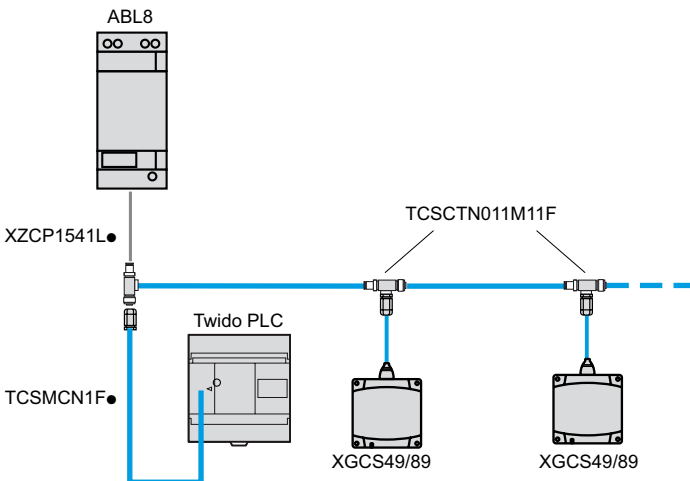 ABL8
XZCP1541L●
TCSCTN011M11F
Twido PLC
TCSMCN1F●
XGCS49/89
XGCS49/89